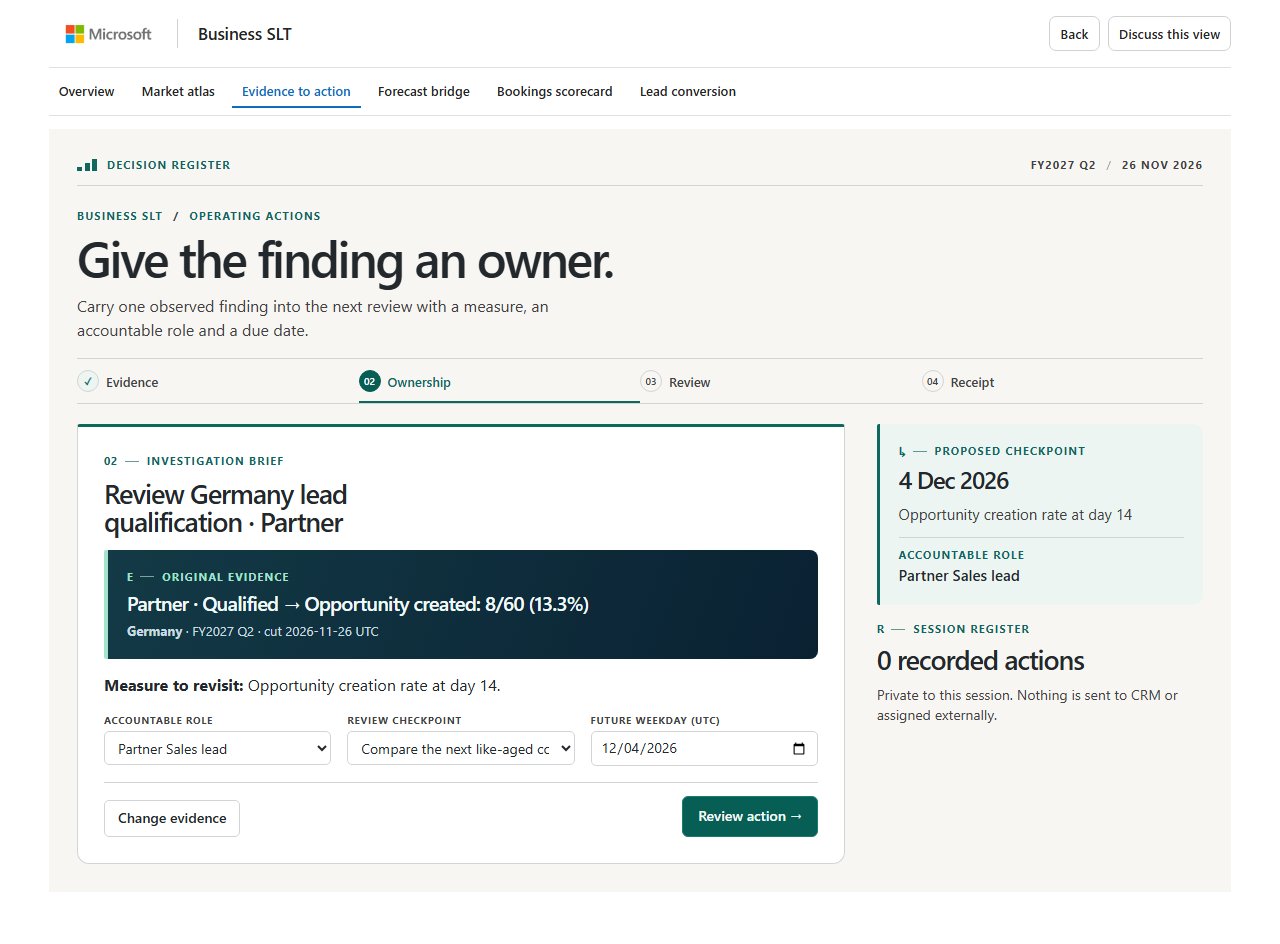 Microsoft
Business SLT
Back
Discuss this view
Overview
Market atlas
Evidence to action
Forecast bridge
Bookings scorecard
Lead conversion
DECISION REGISTER
FY2027 Q2 / 26 NOV 2026
BUSINESS SLT / OPERATING ACTIONS
Give the finding an owner.
Carry one observed finding into the next review with a measure, an
accountable role and a due date.
✓ Evidence
02 Ownership
03 Review
04 Receipt
02 — INVESTIGATION BRIEF
Review Germany lead
qualification · Partner
E — ORIGINAL EVIDENCE
Partner · Qualified → Opportunity created: 8/60 (13.3%)
Germany · FY2027 Q2 · cut 2026-11-26 UTC
Measure to revisit: Opportunity creation rate at day 14.
ACCOUNTABLE ROLE
Partner Sales lead
REVIEW CHECKPOINT
Compare the next like-aged cc
FUTURE WEEKDAY (UTC)
12/04/2026
Change evidence
Review action →
↳ — PROPOSED CHECKPOINT
4 Dec 2026
Opportunity creation rate at day 14
ACCOUNTABLE ROLE
Partner Sales lead
R — SESSION REGISTER
0 recorded actions
Private to this session. Nothing is sent to CRM or
assigned externally.